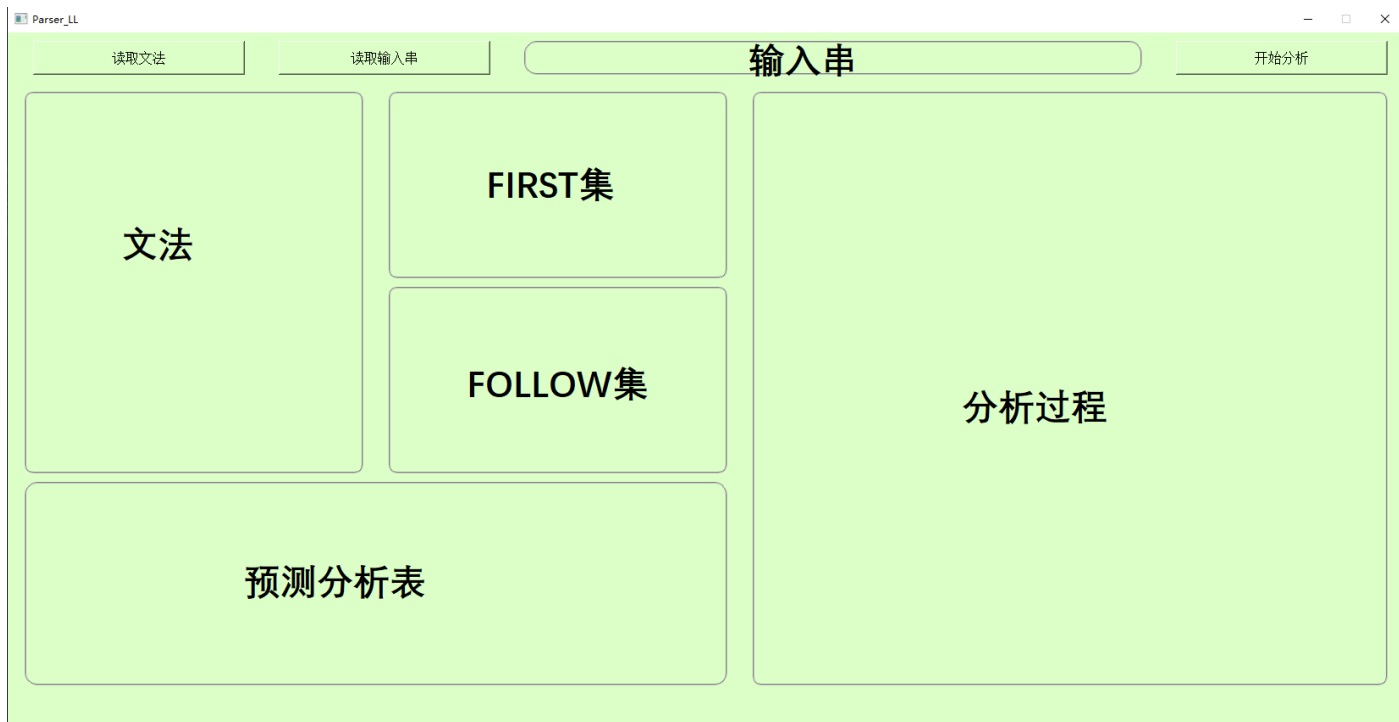 Parser_LL
读取文法
读取输入串
输入串
开始分析
文法
FIRST集
FOLLOW集
分析过程
预测分析表